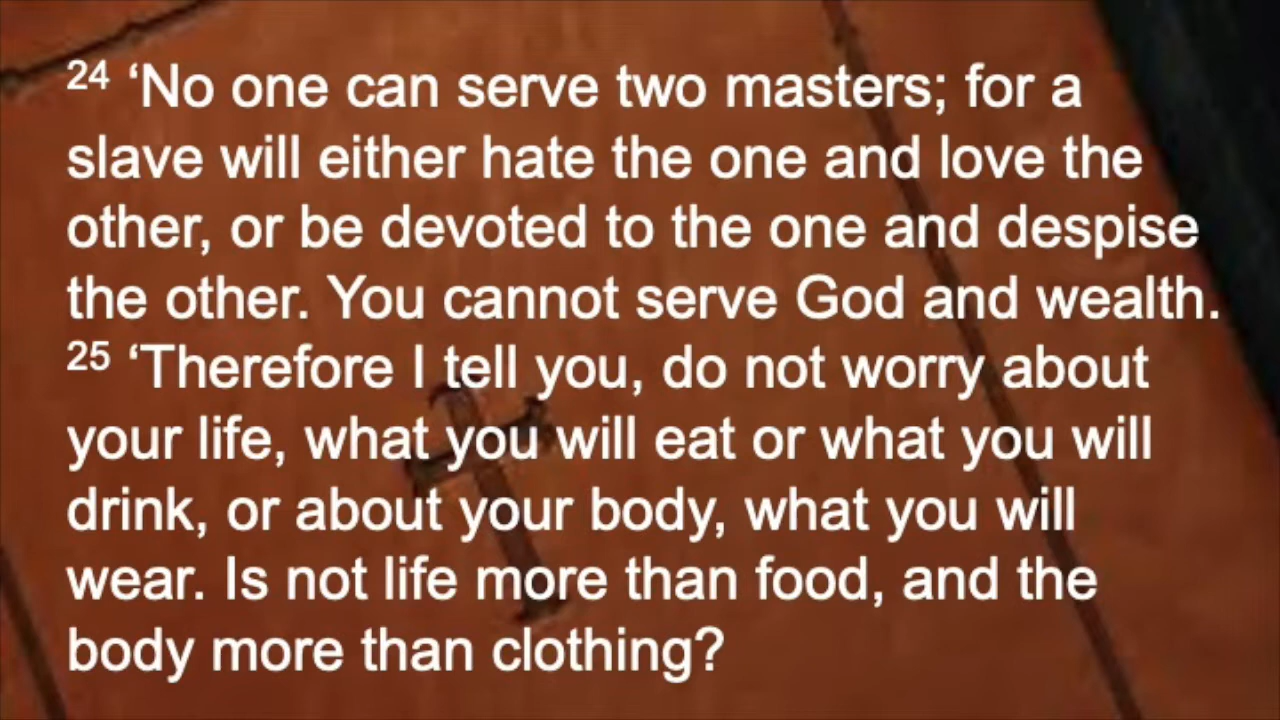 24 ‘No one can serve two masters; for a
slave will either hate the one and love the
other, or be devoted to the one and despise
the other. You cannot serve God and wealth.
25 ‘Therefore I tell you, do not worry about
your life, what you will eat or what you will
drink, or about your body, what you will
wear. Is not life more than food, and the
body more than clothing?